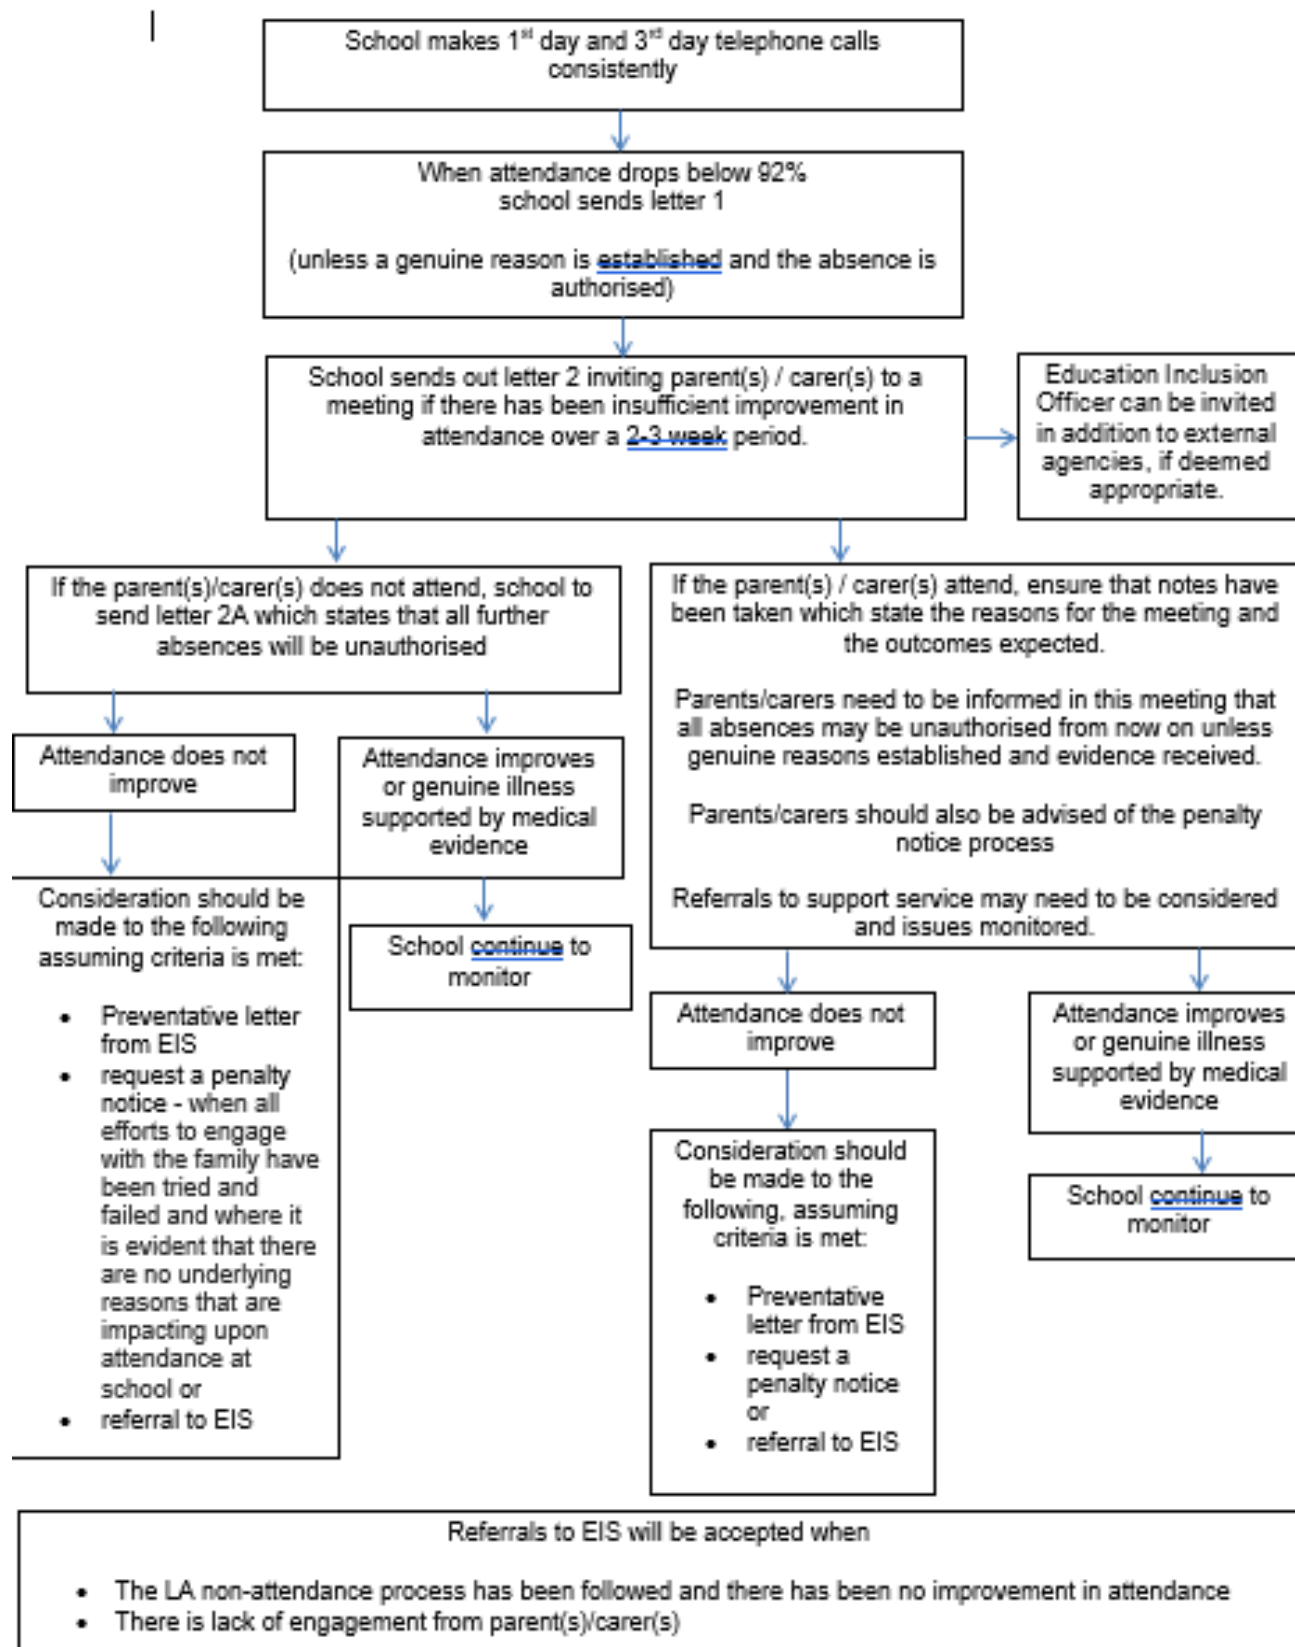 School makes 1st day and 3rd day telephone calls
consistently
When attendance drops below 92%
school sends letter 1
(unless a genuine reason is established and the absence is
authorised)
School sends out letter 2 inviting parent(s) / carer(s) to a
meeting if there has been insufficient improvement in
attendance over a 2-3 week period.
Education Inclusion
Officer can be invited
in addition to external
agencies, if deemed
appropriate.
If the parent(s)/carer(s) does not attend, school to
send letter 2A which states that all further
absences will be unauthorised
Attendance does not
improve
Attendance improves
or genuine illness
supported by medical
evidence
Consideration should be
made to the following
assuming criteria is met:
• Preventative letter
from EIS
• request a penalty
notice - when all
efforts to engage
with the family have
been tried and
failed and where it
is evident that there
are no underlying
reasons that are
impacting upon
attendance at
school or
• referral to EIS
School continue to
monitor
If the parent(s) / carer(s) attend, ensure that notes have
been taken which state the reasons for the meeting and
the outcomes expected.
Parents/carers need to be informed in this meeting that
all absences may be unauthorised from now on unless
genuine reasons established and evidence received.
Parents/carers should also be advised of the penalty
notice process
Referrals to support service may need to be considered
and issues monitored.
Attendance does not
improve
Consideration should
be made to the
following, assuming
criteria is met:
• Preventative
letter from EIS
• request a
penalty notice
or
• referral to EIS
Attendance improves
or genuine illness
supported by medical
evidence
School continue to
monitor
Referrals to EIS will be accepted when
• The LA non-attendance process has been followed and there has been no improvement in attendance
• There is lack of engagement from parent(s)/carer(s)